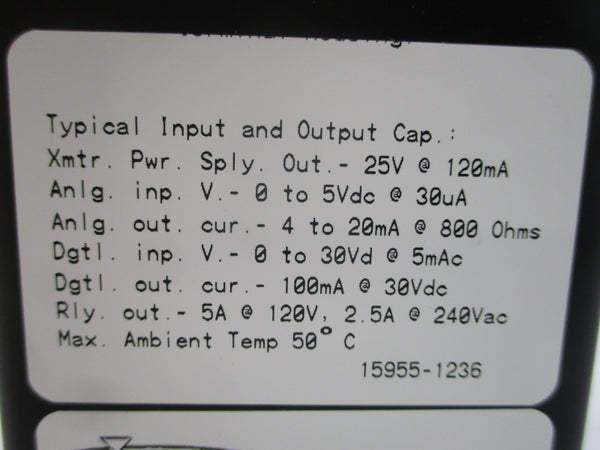 Typical Input and Output Cap.:
Xmtr. Pwr. Sply. Out.- 25V @ 120mA
Anlg. inp. V.- 0 to 5Vdc @ 30uA
Anlg. out. cur.- 4 to 20mA @ 800 Ohms
Dgtl. inp. V.- 0 to 30Vd @ 5mAc
Dgtl. out. cur.- 100mA @ 30Vdc
Rly. out.- 5A @ 120V, 2.5A @ 240Vac
Max. Ambient Temp 50° C
15955-1236